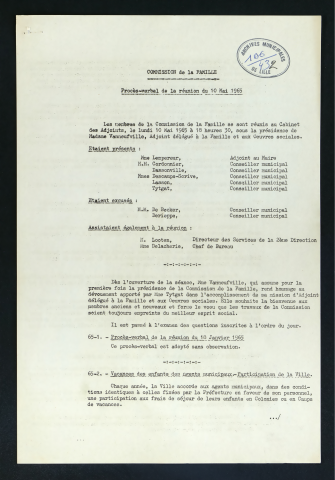 ARCHIVES MUNICIPALES
DE LILLE
COMMISSION de la FAMILLE
Procès-verbal de la réunion du 10 Mai 1965
Les membres de la Commission de la Famille se sont réunis au Cabinet
des Adjoints, le lundi 10 Mai 1965 à 18 heures 30, sous la présidence de
Madame Vanneufville, Adjoint délégué à la Famille et aux Oeuvres sociales.
Etaient présents :
Mme Lempereur, Adjoint au Maire
M.M. Cordonnier, Conseiller municipal
Dassonville, Conseiller municipal
Mmes Descamps-Scrive, Conseiller municipal
Conseiller municipal
Tytgat, Conseiller municipal
Etaient excusés :
M.M. De Becker, Conseiller municipal
Conseiller municipal
Assistaient également à la réunion :
M. Looten, Directeur des Services de la 2ème Direction
Mme Delacharie, Chef de Bureau
-:-:-:-:-:-:-
Dès l'ouverture de la séance, Mme Vanneufville, qui assume pour la
première fois la présidence de la Commission de la Famille, rend hommage au
dévouement apporté par Mme Tytgat dans l'accomplissement de sa mission d'Adjoint
délégué à la Famille et aux Oeuvres sociales. Elle souhaite la bienvenue aux
membres anciens et nouveaux et forme le voeu que les travaux de la Commission
soient toujours empreints du meilleur esprit social.
Il est passé à l'examen des questions inscrites à l'ordre du jour.
65-1. - Procès-verbal de la réunion du 18 Janvier 1965
Ce procès-verbal est adopté sans observation.
-:-:-:-:-:-:-
65-2. - Vacances des enfants des agents municipaux.-Participation de la Ville.
Chaque année, la Ville accorde aux agents municipaux, dans des condi-
tions identiques à celles fixées par la Préfecture en faveur de son personnel,
une participation aux frais de séjour de leurs enfants en Colonies ou en Camps
de vacances.
.../